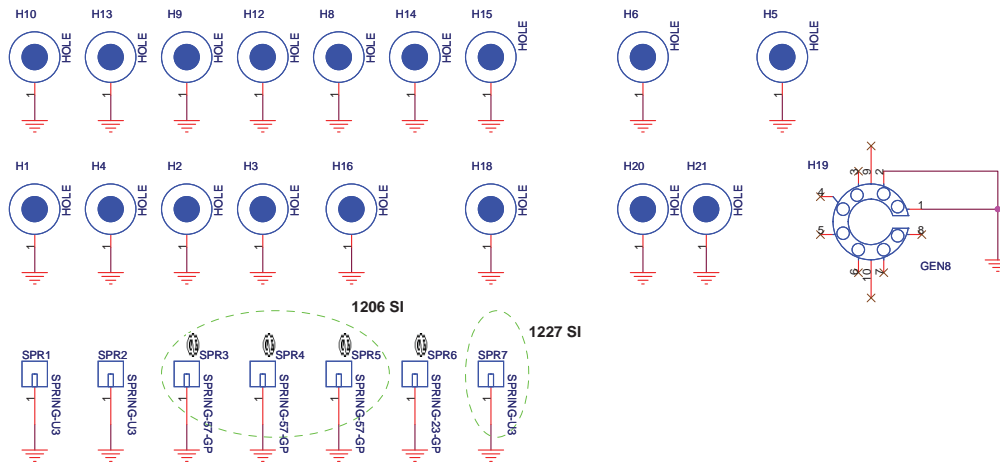 H10 H13 H9 H12 H8 H14 H15 H6 H5
HOLE HOLE HOLE HOLE HOLE HOLE HOLE HOLE HOLE
1 1 1 1 1 1 1 1 1
H1 H4 H2 H3 H16 H18 H20 H21 H19
HOLE HOLE HOLE HOLE HOLE HOLE HOLE HOLE
1 1 1 1 1 1 1 1
3 9 2
4 1
5 8
6 10 7
GEN8
1206 SI
1227 SI
SPR1 SPR2 SPR3 SPR4 SPR5 SPR6 SPR7
SPRING-U3 SPRING-U3 SPRING-57-GP SPRING-57-GP SPRING-57-GP SPRING-23-GP SPRING-U3
1 1 1 1 1 1 1